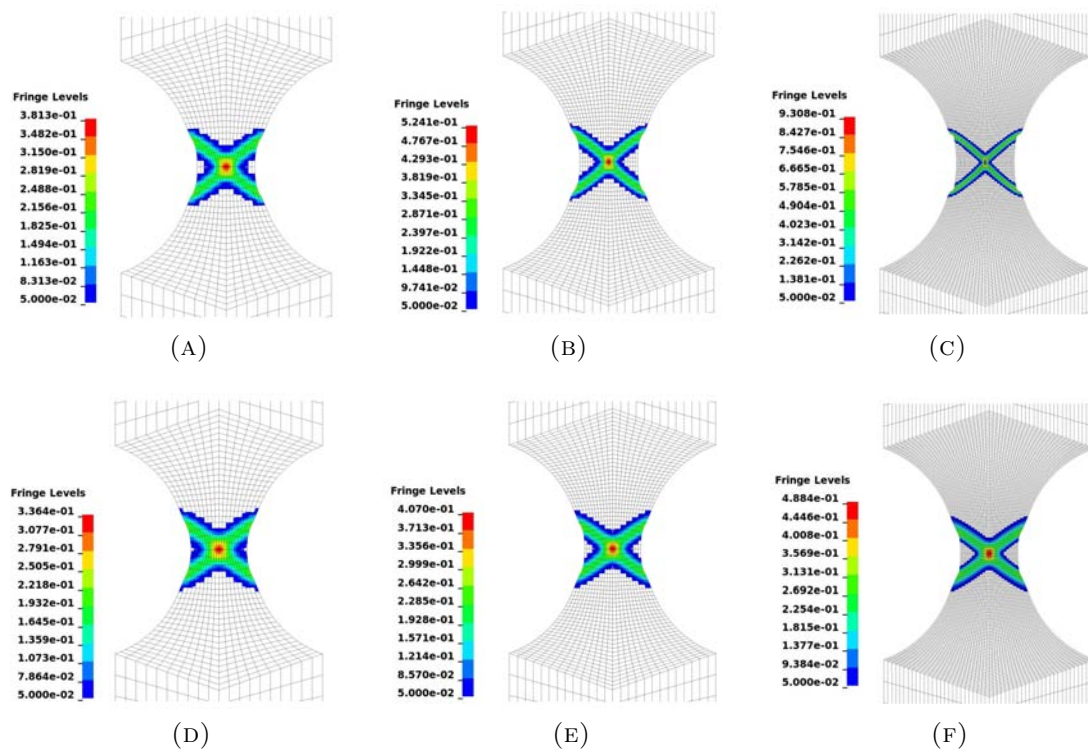 Fringe Levels
3.813e-01
3.482e-01
3.150e-01
2.819e-01
2.488e-01
2.156e-01
1.825e-01
1.494e-01
1.163e-01
8.313e-02
5.000e-02
(A)
Fringe Levels
5.241e-01
4.767e-01
4.293e-01
3.819e-01
3.345e-01
2.871e-01
2.397e-01
1.922e-01
1.448e-01
9.741e-02
5.000e-02
(B)
Fringe Levels
9.308e-01
8.427e-01
7.546e-01
6.665e-01
5.785e-01
4.904e-01
4.023e-01
3.142e-01
2.262e-01
1.381e-01
5.000e-02
(C)
Fringe Levels
3.364e-01
3.077e-01
2.791e-01
2.505e-01
2.218e-01
1.932e-01
1.645e-01
1.359e-01
1.073e-01
7.864e-02
5.000e-02
(D)
Fringe Levels
4.070e-01
3.713e-01
3.356e-01
2.999e-01
2.642e-01
2.285e-01
1.928e-01
1.571e-01
1.214e-01
8.570e-02
5.000e-02
(E)
Fringe Levels
4.884e-01
4.446e-01
4.008e-01
3.569e-01
3.131e-01
2.692e-01
2.254e-01
1.815e-01
1.377e-01
9.384e-02
5.000e-02
(F)